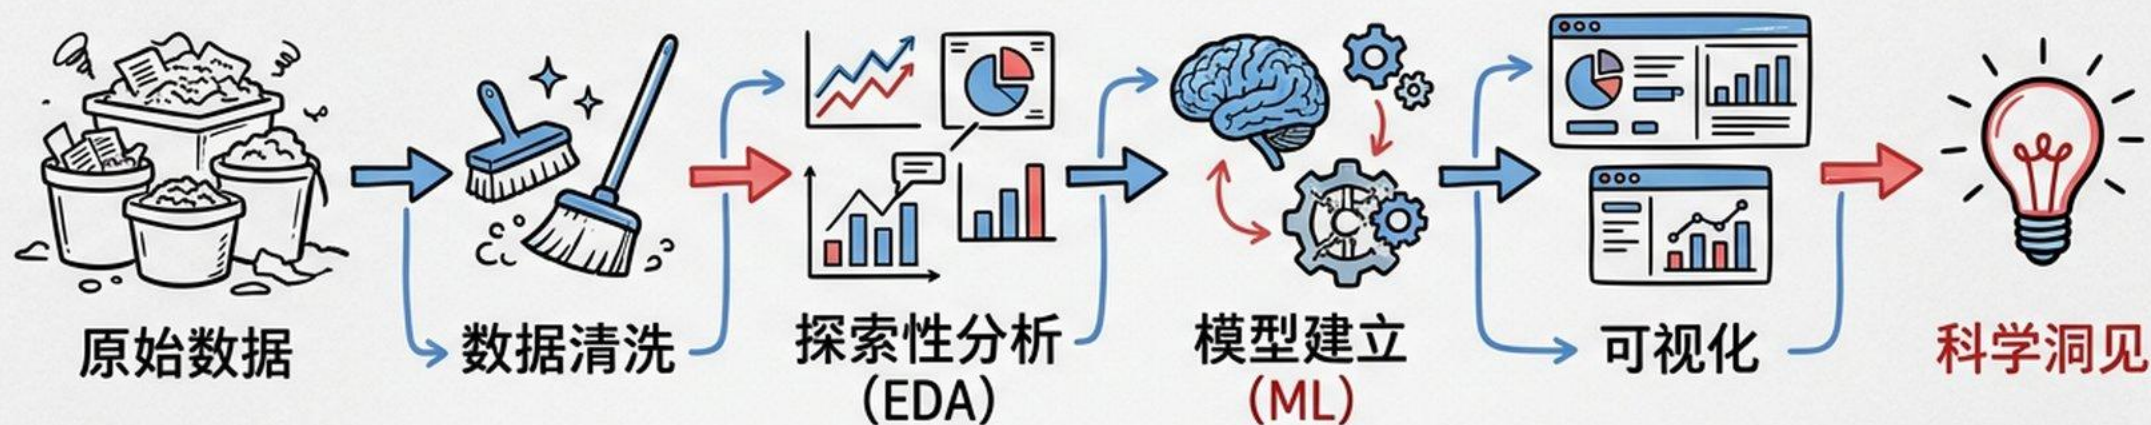 原始数据
数据清洗
探索性分析
(EDA)
模型建立
(ML)
可视化
科学洞见